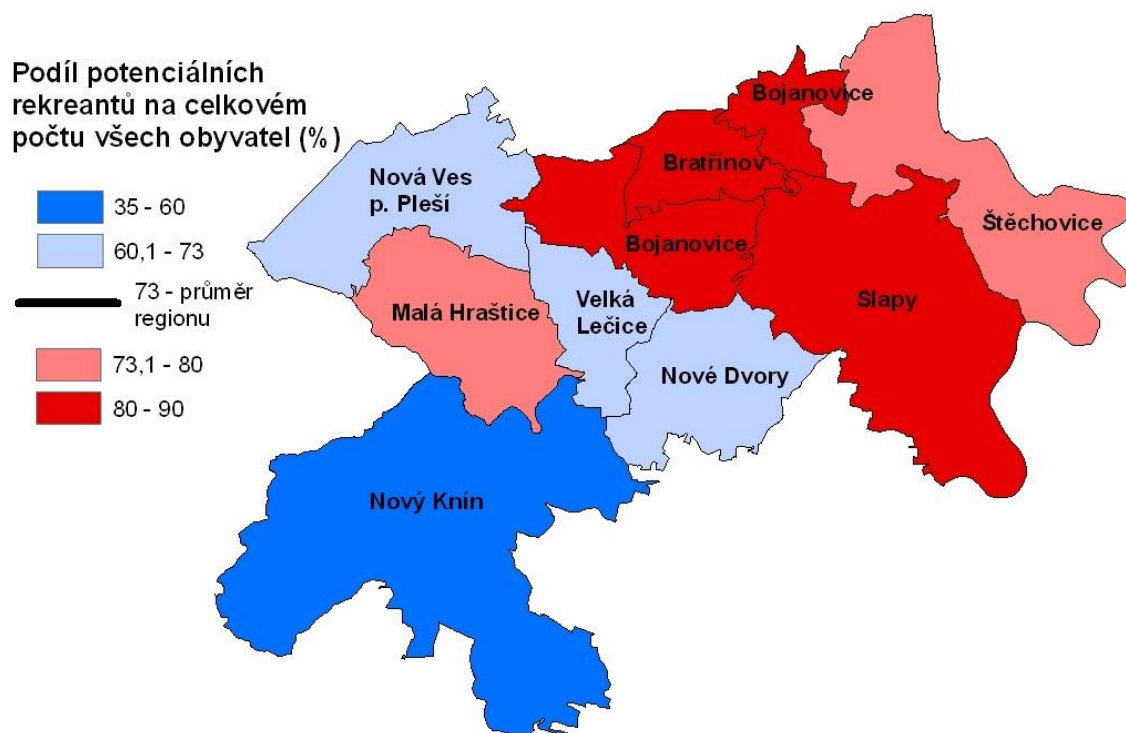 Podíl potenciálních
rekreantů na celkovém
počtu všech obyvatel (%)
35 - 60
60,1 - 73
73 - průměr
regionu
73,1 - 80
80 - 90
Bojanovice
Bratřínov
Nová Ves
p. Pleší
Štěchovice
Bojanovice
Velká
Lečice
Slapy
Malá Hraštice
Nové Dvory
Nový Knín